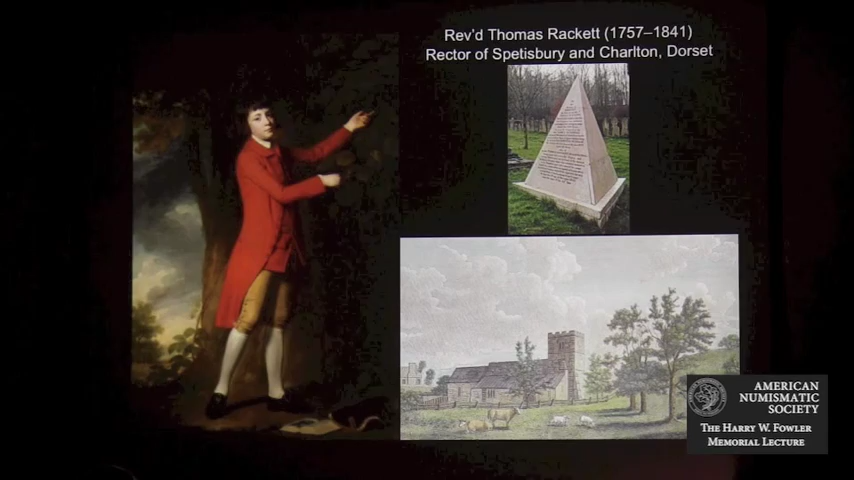 Rev'd Thomas Rackett (1757–1841)
Rector of Spetisbury and Charlton, Dorset
AMERICAN
NUMISMATIC
SOCIETY
THE HARRY W. FOWLER
MEMORIAL LECTURE